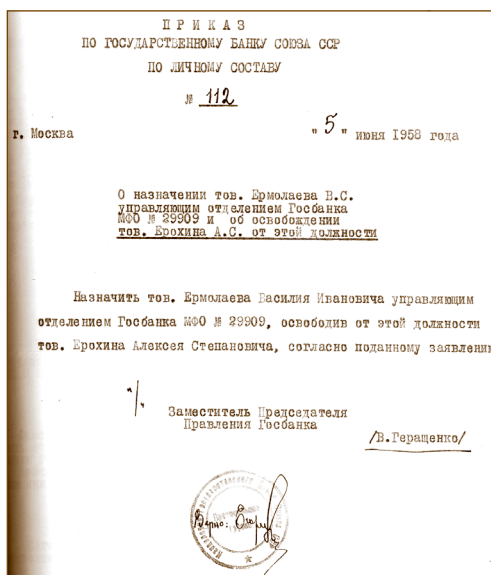 П Р И К А З
ПО ГОСУДАРСТВЕННОМУ БАНКУ СОЮЗА ССР
ПО ЛИЧНОМУ СОСТАВУ
№ 112
г. Москва " 5 " июня 1958 года
О назначении тов. Ермолаева В.С.
управляющим отделением Госбанка
МФО № 29909 и об освобождении
тов. Ерохина А.С. от этой должности
Назначить тов. Ермолаева Василия Ивановича управляющим
отделением Госбанка МФО № 29909, освободив от этой должности
тов. Ерохина Алексея Степановича, согласно поданному заявлению
Заместитель Председателя
Правления Госбанка
/В.Геращенко/
Верно: